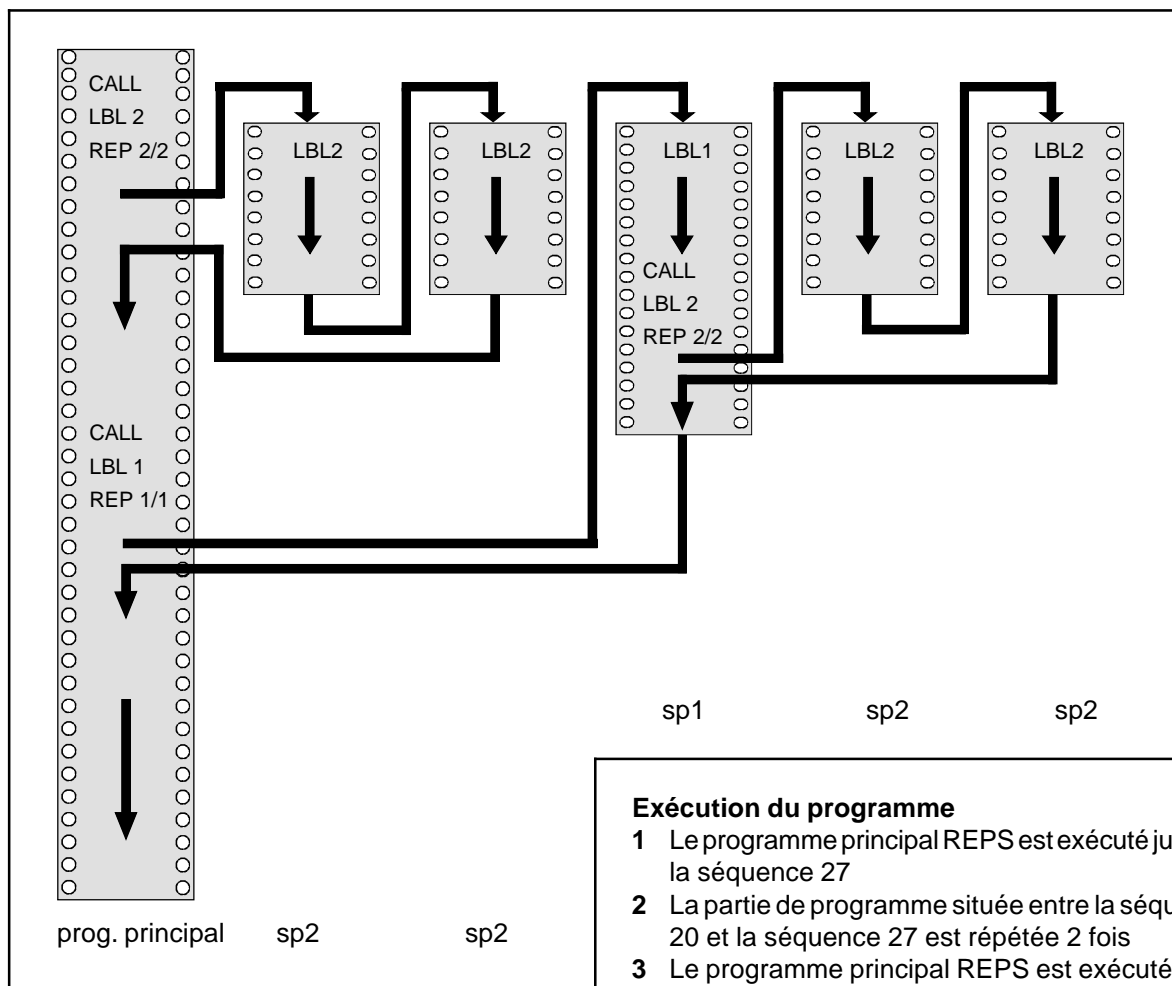 CALL
LBL 2
REP 2/2
LBL2
LBL2
LBL1
LBL2
LBL2
CALL
LBL 2
REP 2/2
CALL
LBL 1
REP 1/1
sp1 sp2 sp2
prog. principal sp2 sp2
Exécution du programme
1 Le programme principal REPS est exécuté ju
la séquence 27
2 La partie de programme située entre la séqu
20 et la séquence 27 est répétée 2 fois
3 Le programme principal REPS est exécuté